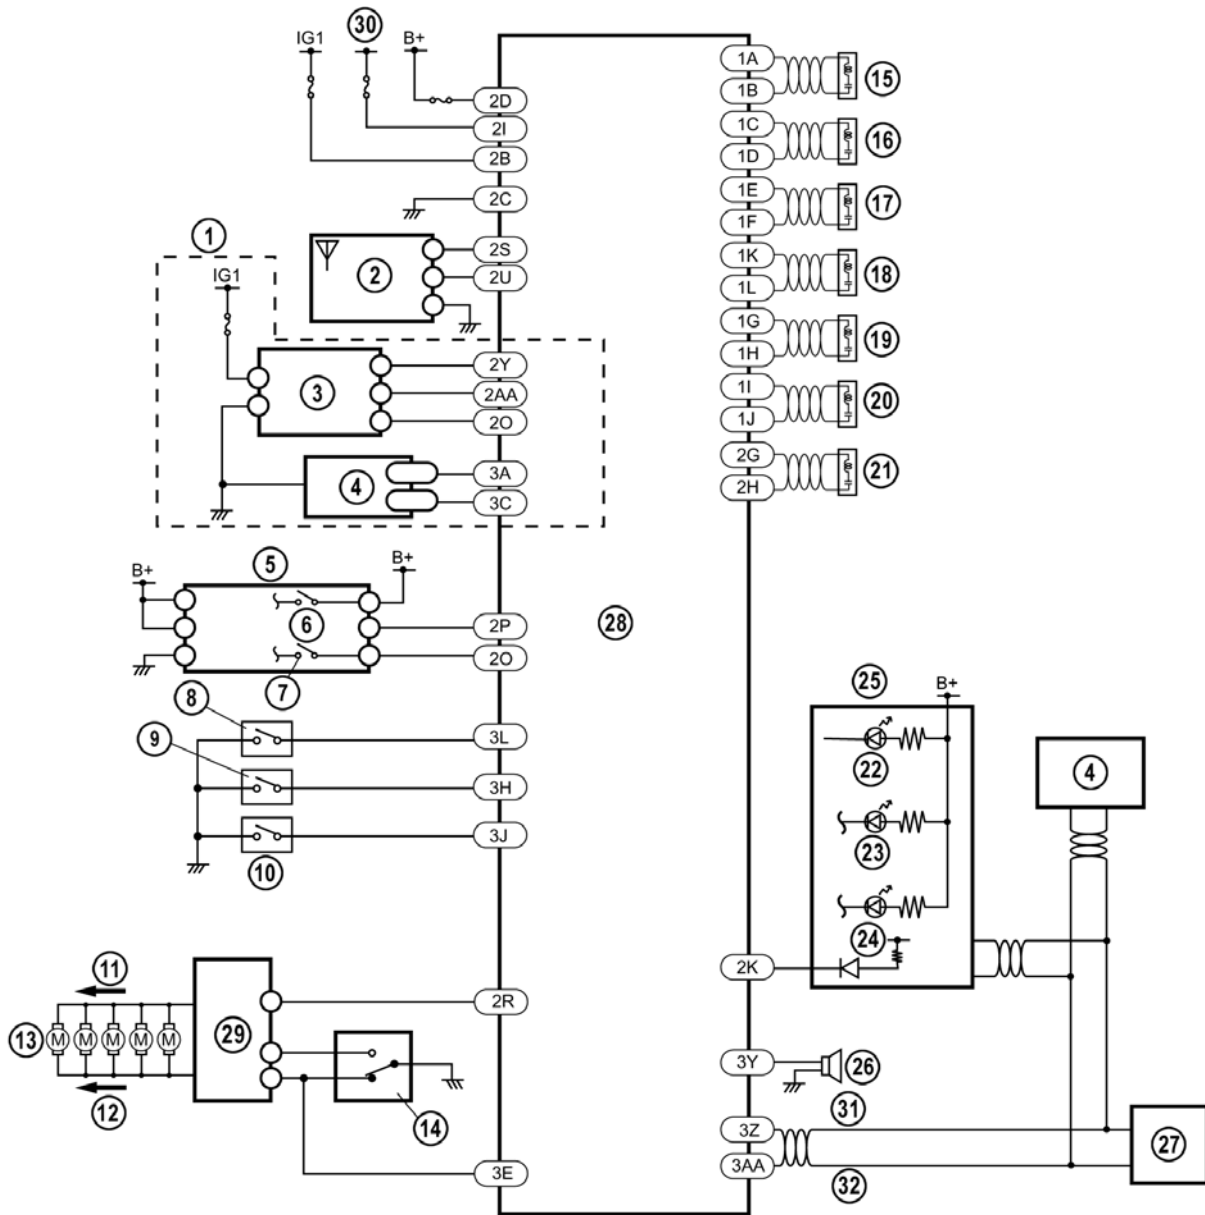 30
IG1
B+
2D
2I
2B
2C
1
IG1
2
2S
2U
3
2Y
2AA
2O
4
3A
3C
5
B+
B+
6
7
2P
2O
8
9
10
3L
3H
3J
11
12
13
M M M M M
29
14
2R
3E
28
1A
1B
15
1C
1D
16
1E
1F
17
1K
1L
18
1G
1H
19
1I
1J
20
2G
2H
21
25
B+
22
23
24
2K
4
3Y
26
31
3Z
3AA
32
27